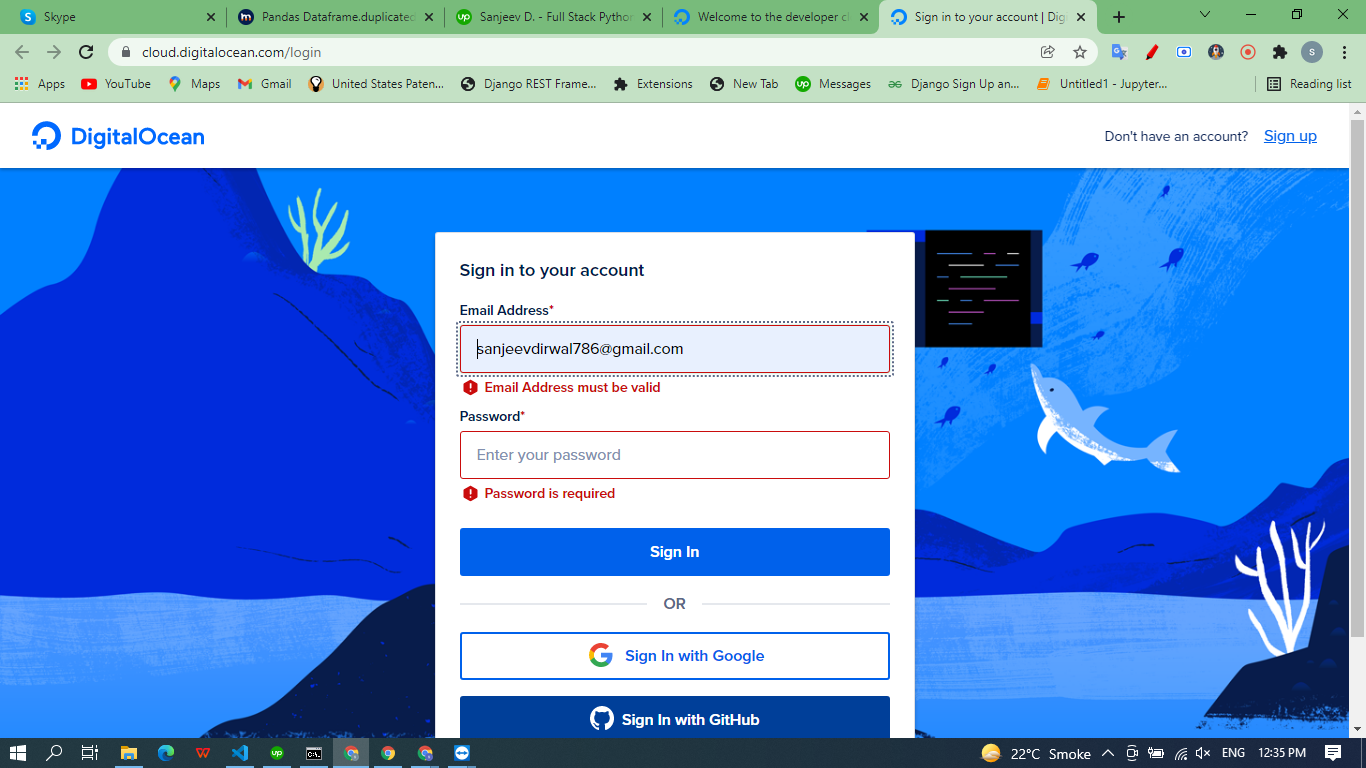 Skype
Pandas Dataframe.duplicated
Sanjeev D. - Full Stack Python
Welcome to the developer cl
Sign in to your account | Digi
cloud.digitalocean.com/login
S
Apps
YouTube
Maps
Gmail
United States Paten...
Django REST Frame...
Extensions
New Tab
Messages
Django Sign Up an...
Untitled1 - Jupyter...
Reading list
DigitalOcean
Don't have an account? Sign up
Sign in to your account
Email Address*
sanjeevdirwal786@gmail.com
Email Address must be valid
Password*
Enter your password
Password is required
Sign In
OR
Sign In with Google
Sign In with GitHub
22°C Smoke
ENG
12:35 PM